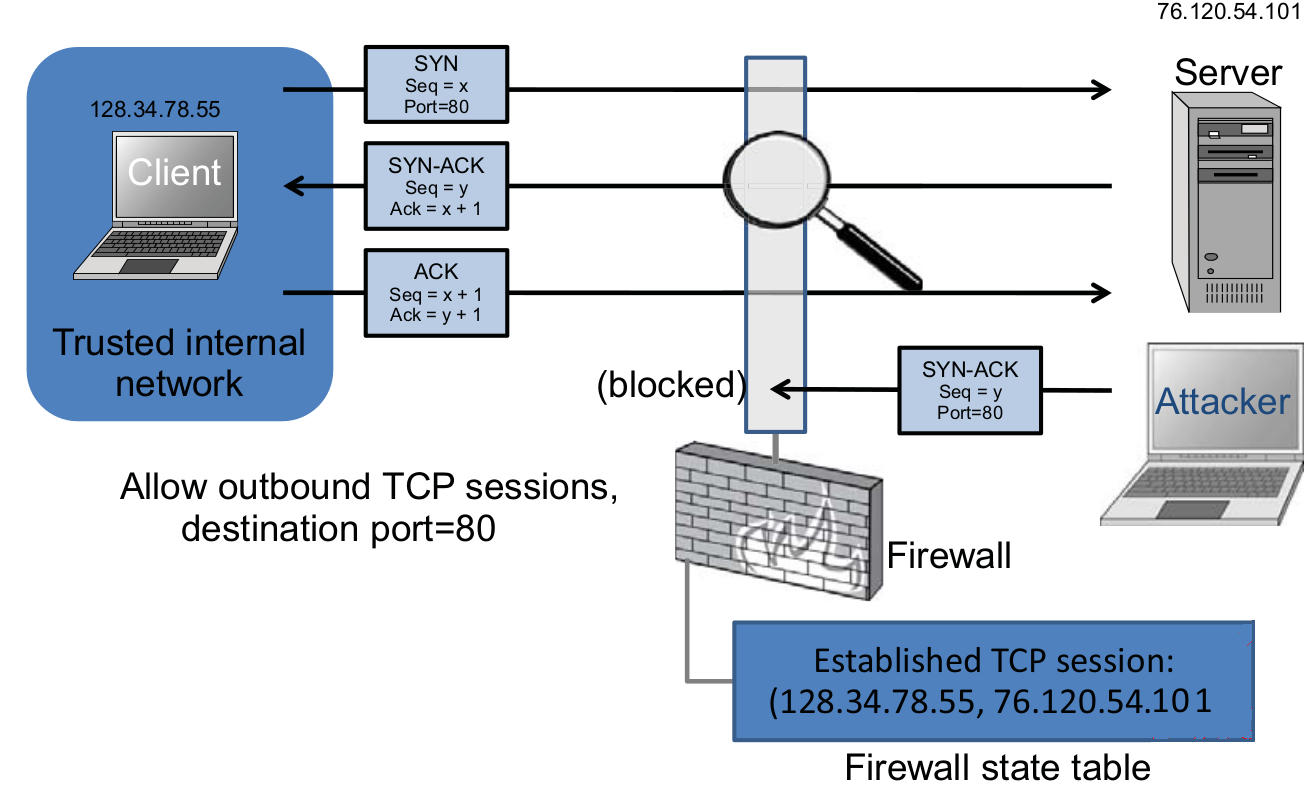 76.120.54.101
Server
SYN
Seq = x
Port=80
128.34.78.55
Client
SYN-ACK
Seq = y
Ack = x + 1
ACK
Seq = x + 1
Ack = y + 1
Trusted internal
network
(blocked)
SYN-ACK
Seq = y
Port=80
Attacker
Allow outbound TCP sessions,
destination port=80
Firewall
Established TCP session:
(128.34.78.55, 76.120.54.101
Firewall state table